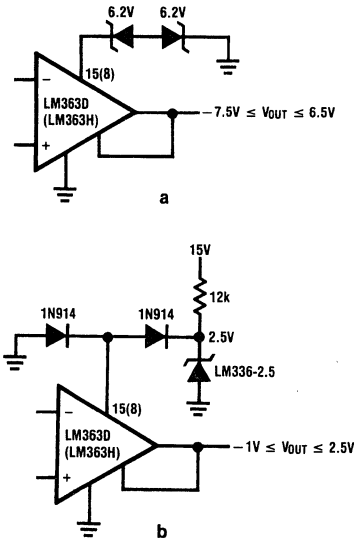 6.2V 6.2V
15(8)
−
LM363D
(LM363H)
+
−7.5V ≤ VOUT ≤ 6.5V
a
15V
12k
1N914 1N914
2.5V
LM336-2.5
15(8)
−
LM363D
(LM363H)
+
−1V ≤ VOUT ≤ 2.5V
b